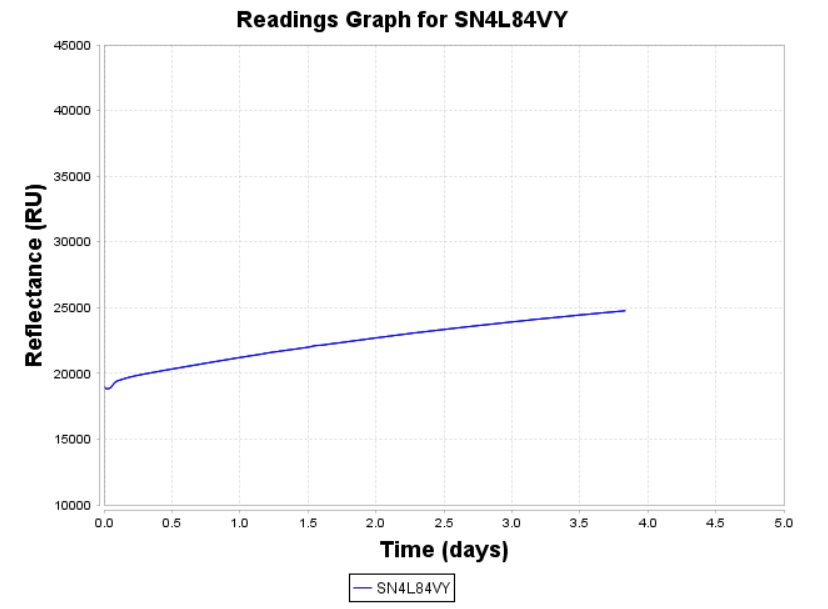 Readings Graph for SN4L84VY
45000
40000
35000
30000
25000
20000
15000
10000
Reflectance (RU)
0.0 0.5 1.0 1.5 2.0 2.5 3.0 3.5 4.0 4.5 5.0
Time (days)
SN4L84VY